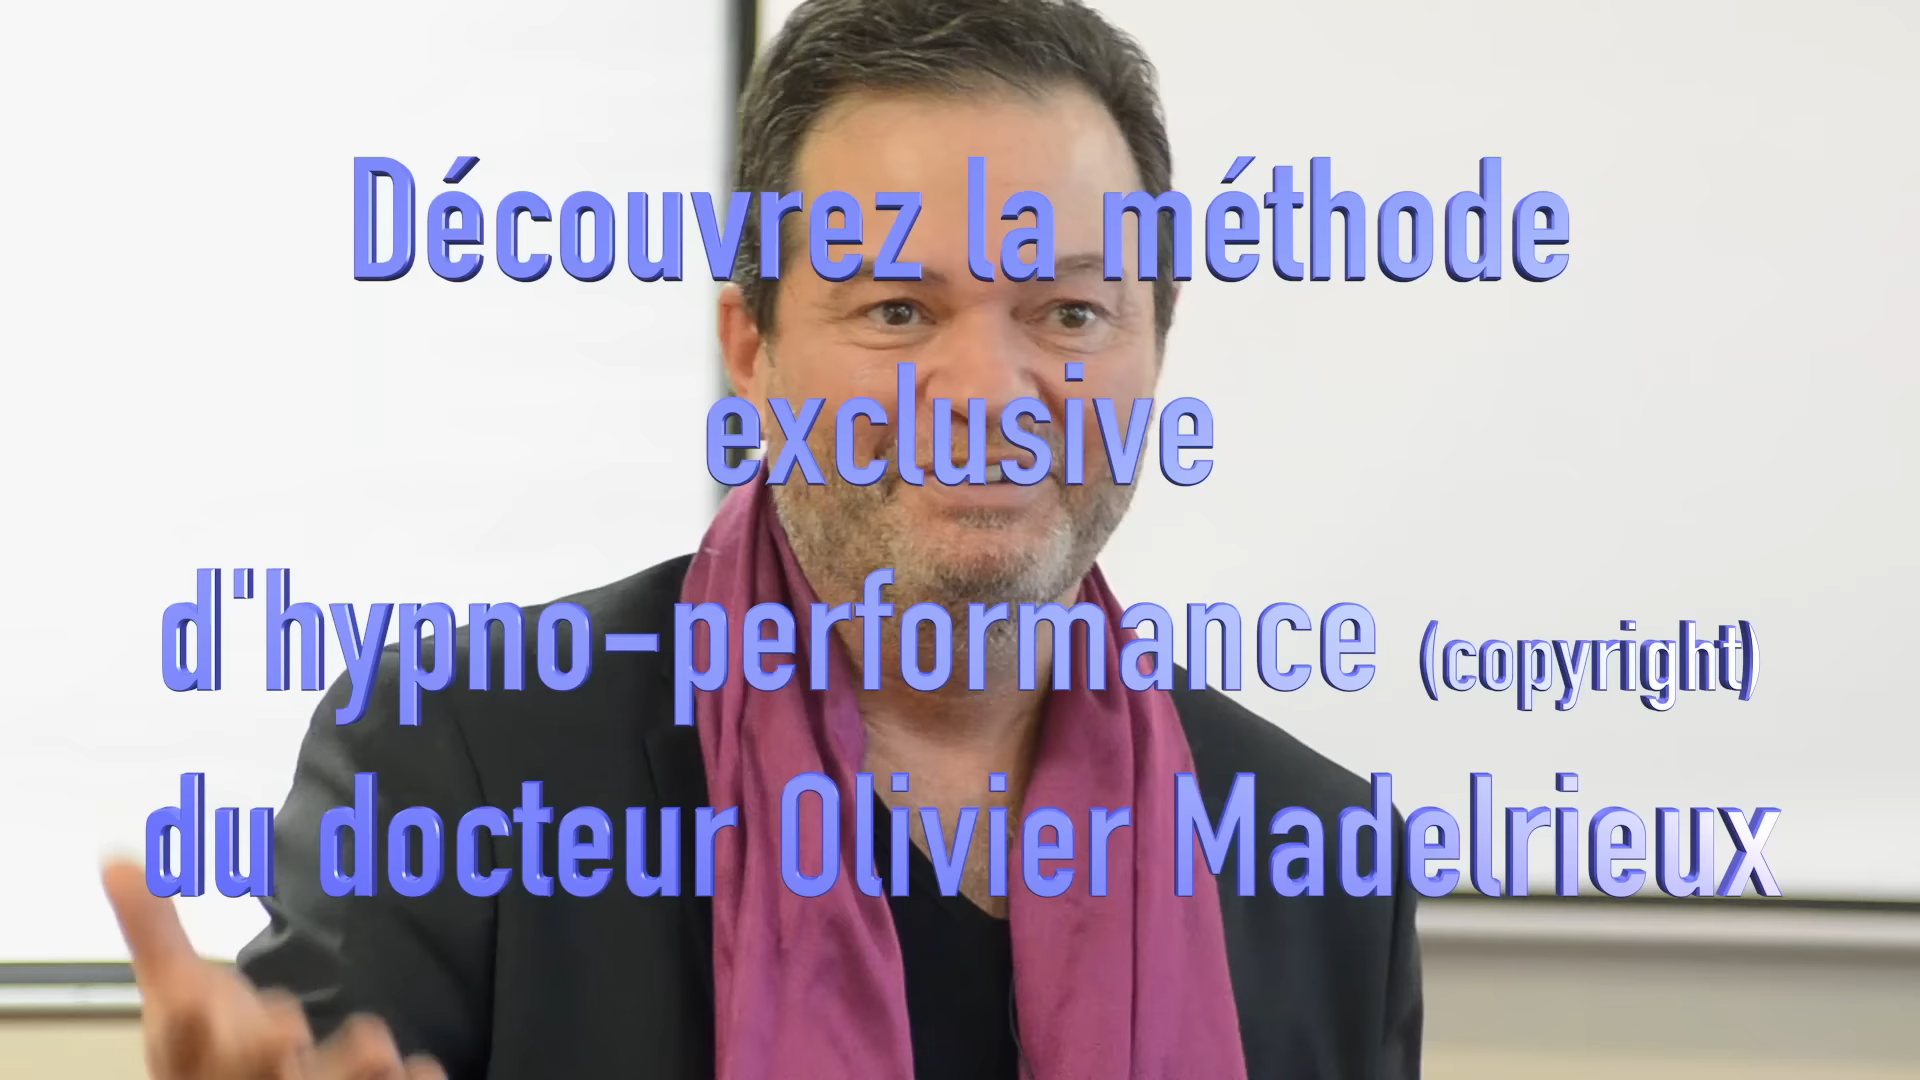 Découvrez la méthode
exclusive
d'hypno-performance (copyright)
du docteur Olivier Madelrieux